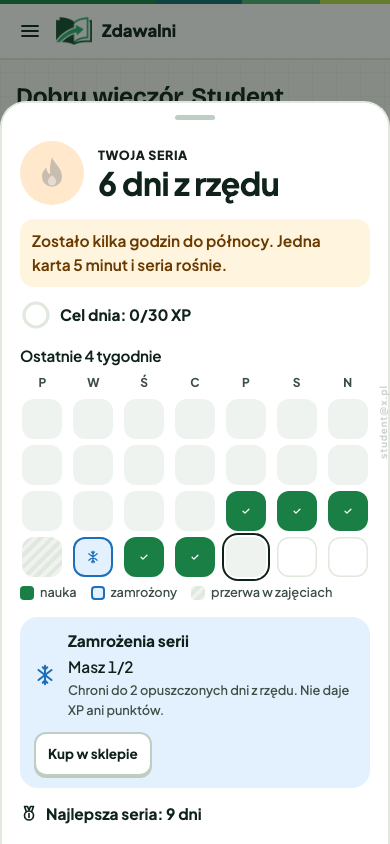 Zdawalni
Dobry wieczór, Student
TWOJA SERIA
6 dni z rzędu
Zostało kilka godzin do północy. Jedna
karta 5 minut i seria rośnie.
Cel dnia: 0/30 XP
Ostatnie 4 tygodnie
P W Ś C P S N
nauka zamrożony przerwa w zajęciach
Zamrożenia serii
Masz 1/2
Chroni do 2 opuszczonych dni z rzędu. Nie daje
XP ani punktów.
Kup w sklepie
Najlepsza seria: 9 dni
student@x.pl